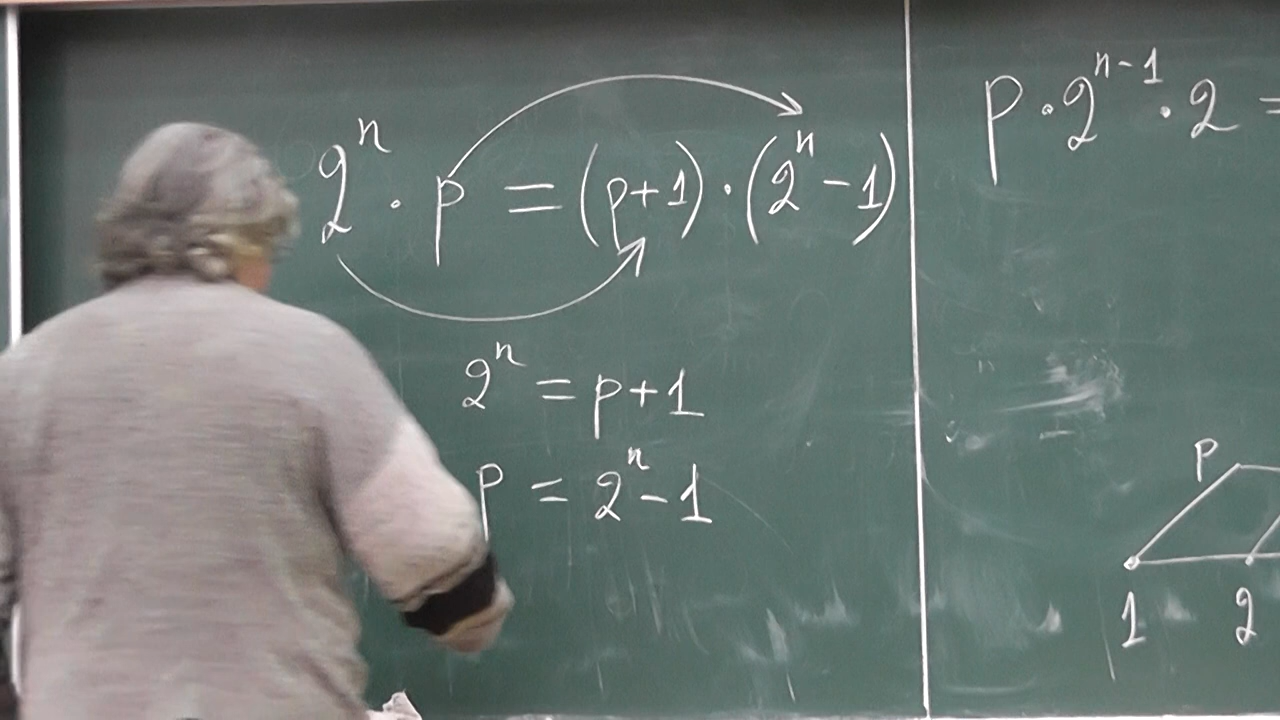 2ⁿ · p = (p+1) · (2ⁿ - 1)
2ⁿ = p+1
p = 2ⁿ - 1
p · 2ⁿ⁻¹ · 2 =
p
1 2